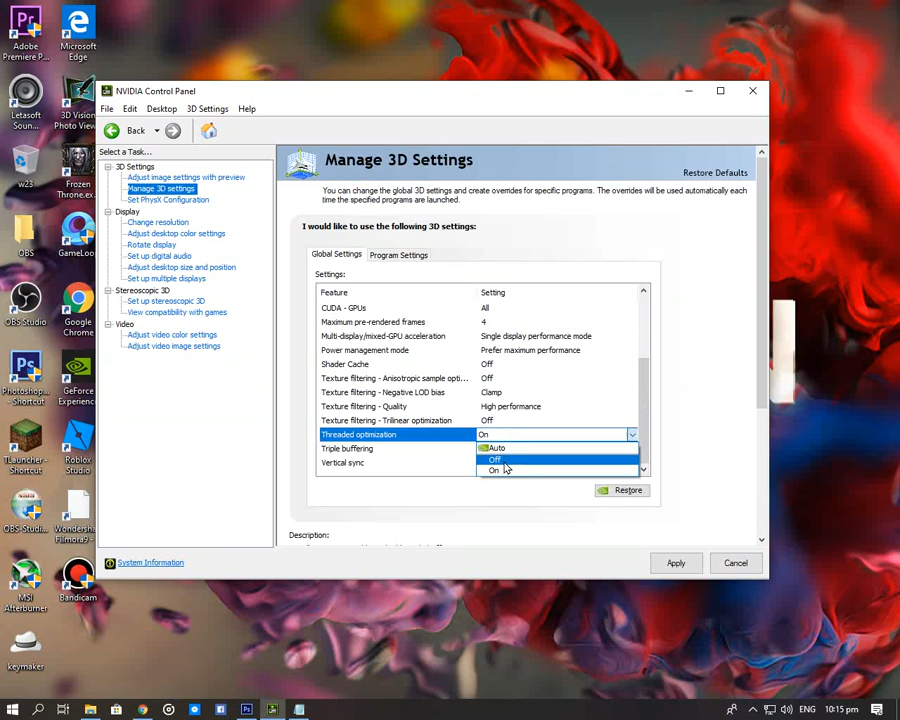 Adobe
Premiere P...
Microsoft
Edge
Letasoft
Soun...
3D Vision
Photo View...
w23
Frozen
Throne.ex...
OBS
GameLoop
OBS Studio
Google
Chrome
Photoshop...
- Shortcut
GeForce
Experience
TLauncher -
Shortcut
Roblox
Studio
OBS-Studi...
Wondersha
Filmora9 - ...
MSI
Afterburner
Bandicam
keymaker
NVIDIA Control Panel
File Edit Desktop 3D Settings Help
Back
Select a Task...
3D Settings
Adjust image settings with preview
Manage 3D settings
Set PhysX Configuration
Display
Change resolution
Adjust desktop color settings
Rotate display
Set up digital audio
Adjust desktop size and position
Set up multiple displays
Stereoscopic 3D
Set up stereoscopic 3D
View compatibility with games
Video
Adjust video color settings
Adjust video image settings
System Information
Manage 3D Settings
Restore Defaults
You can change the global 3D settings and create overrides for specific programs. The overrides will be used automatically each
time the specified programs are launched.
I would like to use the following 3D settings:
Global Settings Program Settings
Settings:
Feature Setting
CUDA - GPUs All
Maximum pre-rendered frames 4
Multi-display/mixed-GPU acceleration Single display performance mode
Power management mode Prefer maximum performance
Shader Cache Off
Texture filtering - Anisotropic sample opti... Off
Texture filtering - Negative LOD bias Clamp
Texture filtering - Quality High performance
Texture filtering - Trilinear optimization Off
Threaded optimization On
Triple buffering
Vertical sync
Auto
Off
On
Restore
Description:
Apply Cancel
ENG 10:15 pm